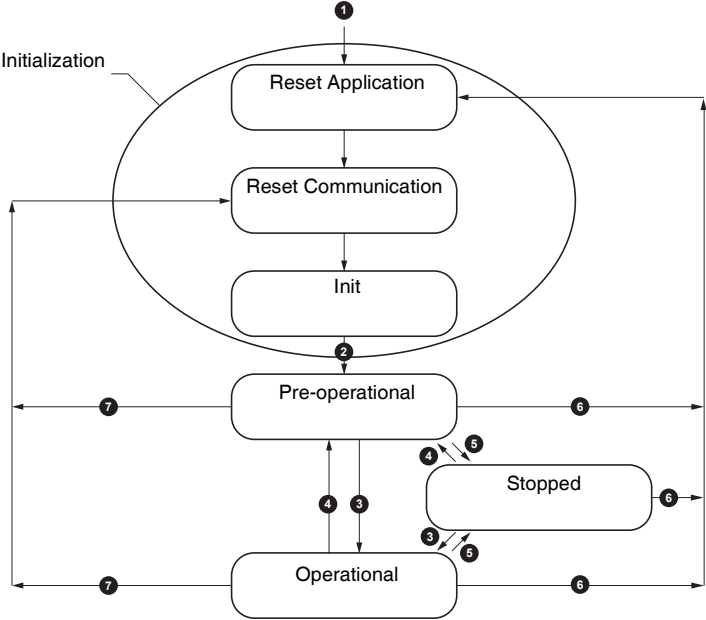 1
Initialization
Reset Application
Reset Communication
Init
2
Pre-operational
7
6
4
5
Stopped
6
4
3
3
5
Operational
7
6